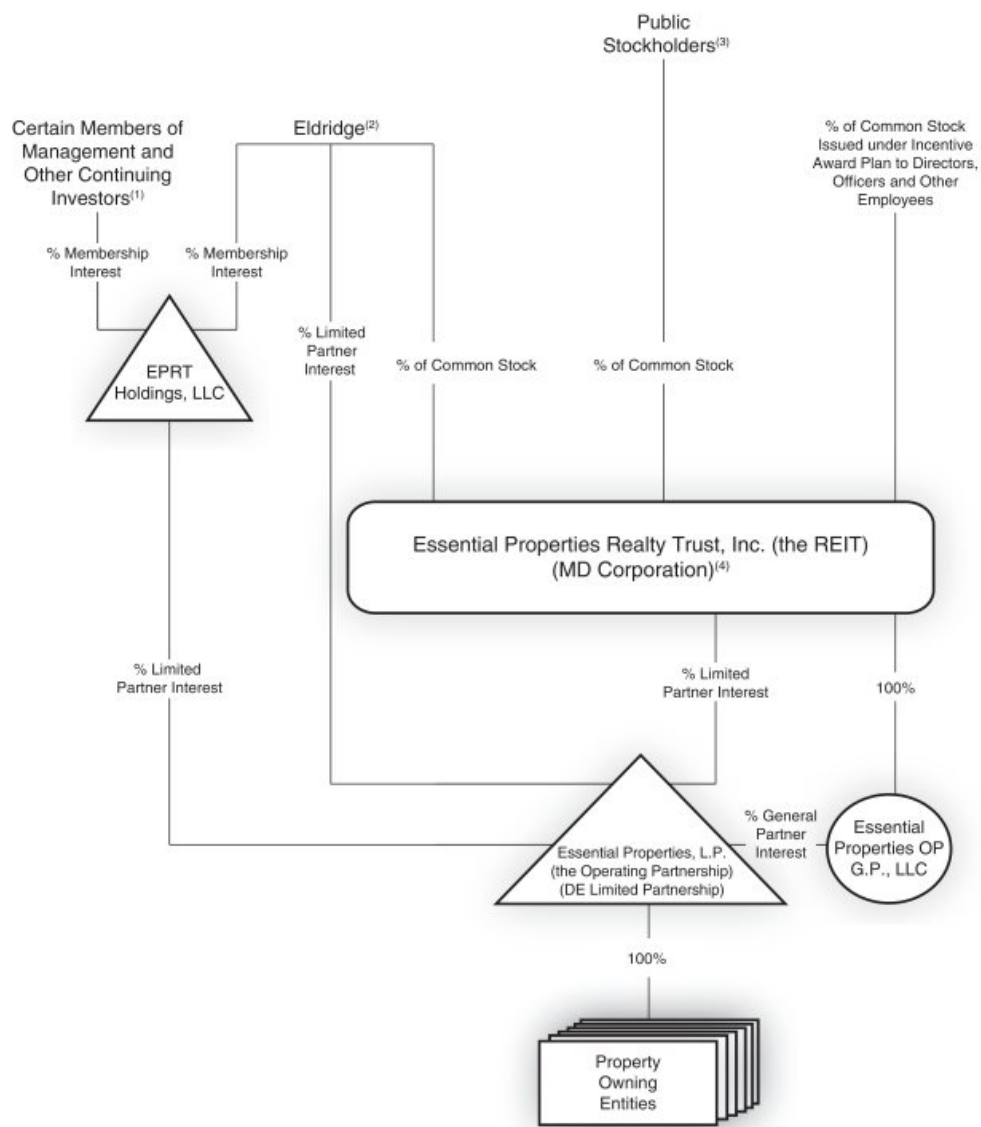 Public
Stockholders(3)
Certain Members of
Management and
Other Continuing
Investors(1)
Eldridge(2)
% of Common Stock
Issued under Incentive
Award Plan to Directors,
Officers and Other
Employees
% Membership
Interest
% Membership
Interest
% Limited
Partner
Interest
% of Common Stock
% of Common Stock
EPRT
Holdings, LLC
Essential Properties Realty Trust, Inc. (the REIT)
(MD Corporation)(4)
% Limited
Partner Interest
% Limited
Partner Interest
100%
% General
Partner
Interest
Essential
Properties OP
G.P., LLC
Essential Properties, L.P.
(the Operating Partnership)
(DE Limited Partnership)
100%
Property
Owning
Entities